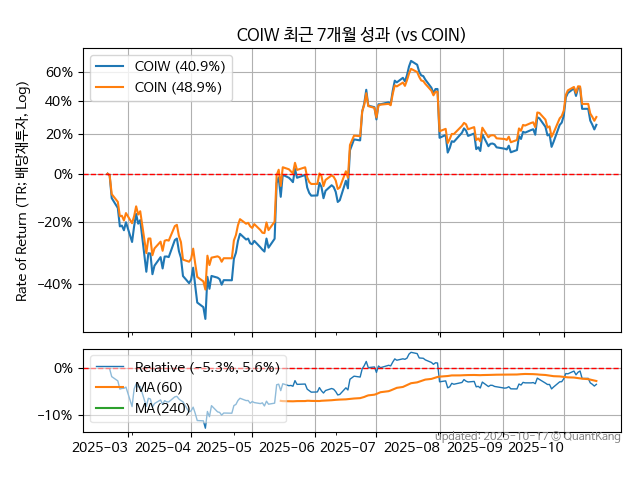 COIW 최근 7개월 성과 (vs COIN)
COIW (40.9%)
COIN (48.9%)
Rate of Return (TR: 배당재투자, Log)
60%
40%
20%
0%
−20%
−40%
Relative (−5.3%, 5.6%)
MA(60)
MA(240)
0%
−10%
2025−03 2025−04 2025−05 2025−06 2025−07 2025−08 2025−09 2025−10
Updated: 2025−10−17 © QuantKang